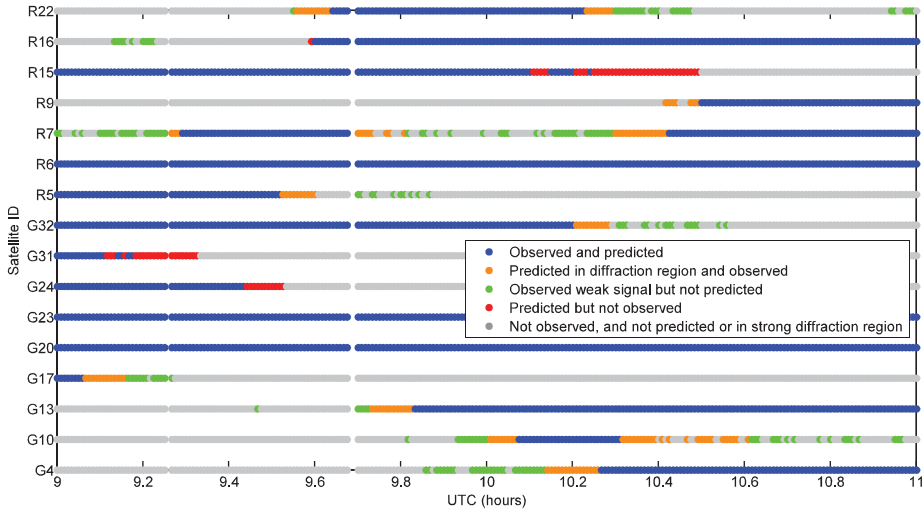 R22
R16
R15
R9
R7
R6
R5
G32
G31
G24
G23
G20
G17
G13
G10
G4
Satellite ID
Observed and predicted
Predicted in diffraction region and observed
Observed weak signal but not predicted
Predicted but not observed
Not observed, and not predicted or in strong diffraction region
9 9.2 9.4 9.6 9.8 10 10.2 10.4 10.6 10.8 11
UTC (hours)